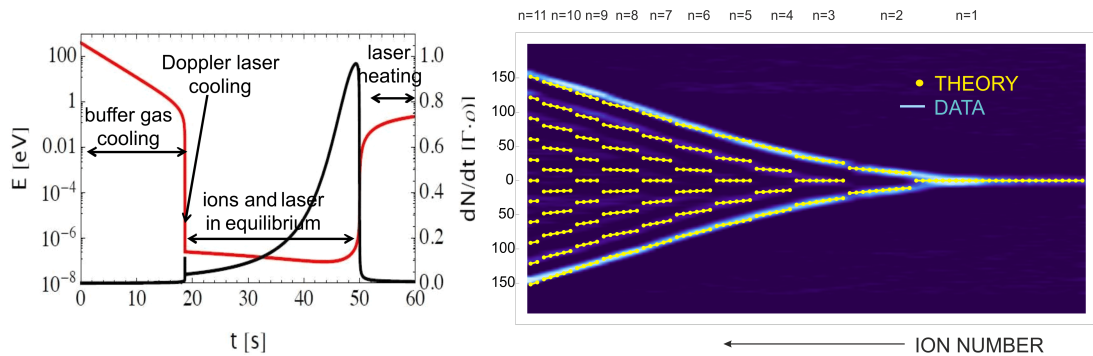 n=11 n=10 n=9 n=8 n=7 n=6 n=5 n=4 n=3 n=2 n=1
E [eV]
100
1
0.01
10⁻⁴
10⁻⁶
10⁻⁸
buffer gas
cooling
Doppler laser
cooling
laser
heating
ions and laser
in equilibrium
1.0
0.8
0.6
0.4
0.2
0.0
dN/dt [Γ·ρ]
0 10 20 30 40 50 60
t [s]
150
100
50
0
50
100
150
THEORY
DATA
ION NUMBER